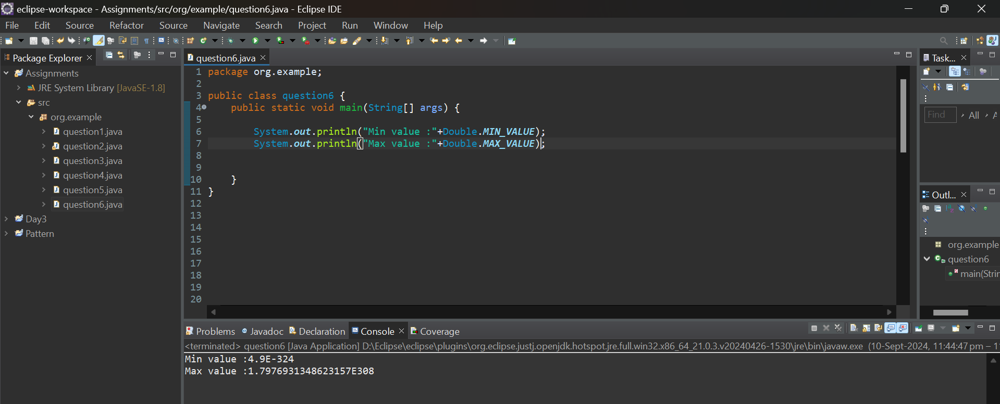 eclipse-workspace - Assignments/src/org/example/question6.java - Eclipse IDE
File Edit Source Refactor Source Navigate Search Project Run Window Help
Package Explorer
Assignments
JRE System Library [JavaSE-1.8]
src
org.example
question1.java
question2.java
question3.java
question4.java
question5.java
question6.java
Day3
Pattern
question6.java
1 package org.example;
2
3 public class question6 {
4 public static void main(String[] args) {
5
6 System.out.println("Min value :"+Double.MIN_VALUE);
7 System.out.println("Max value :"+Double.MAX_VALUE);
8
9
10 }
11 }
12
13
14
15
16
17
18
19
20
Task...
Find All A
Outl...
org.example
question6
main(Strin
Problems Javadoc Declaration Console Coverage
<terminated> question6 [Java Application] D:\Eclipse\eclipse\plugins\org.eclipse.justj.openjdk.hotspot.jre.full.win32.x86_64_21.0.3.v20240426-1530\jre\bin\javaw.exe (10-Sept-2024, 11:44:47 pm – 1
Min value :4.9E-324
Max value :1.7976931348623157E308